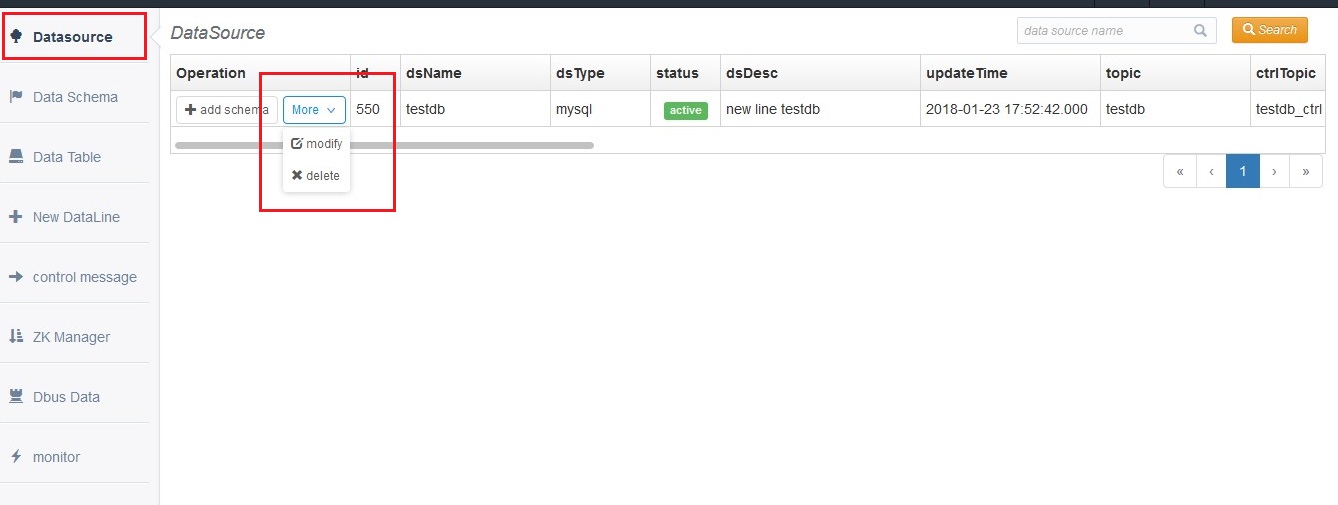 Datasource
Data Schema
Data Table
New DataLine
control message
ZK Manager
Dbus Data
monitor
DataSource
data source name
Search
Operation id dsName dsType status dsDesc updateTime topic ctrlTopic
add schema More 550 testdb mysql active new line testdb 2018-01-23 17:52:42.000 testdb testdb_ctrl
modify
delete
« ‹ 1 › »